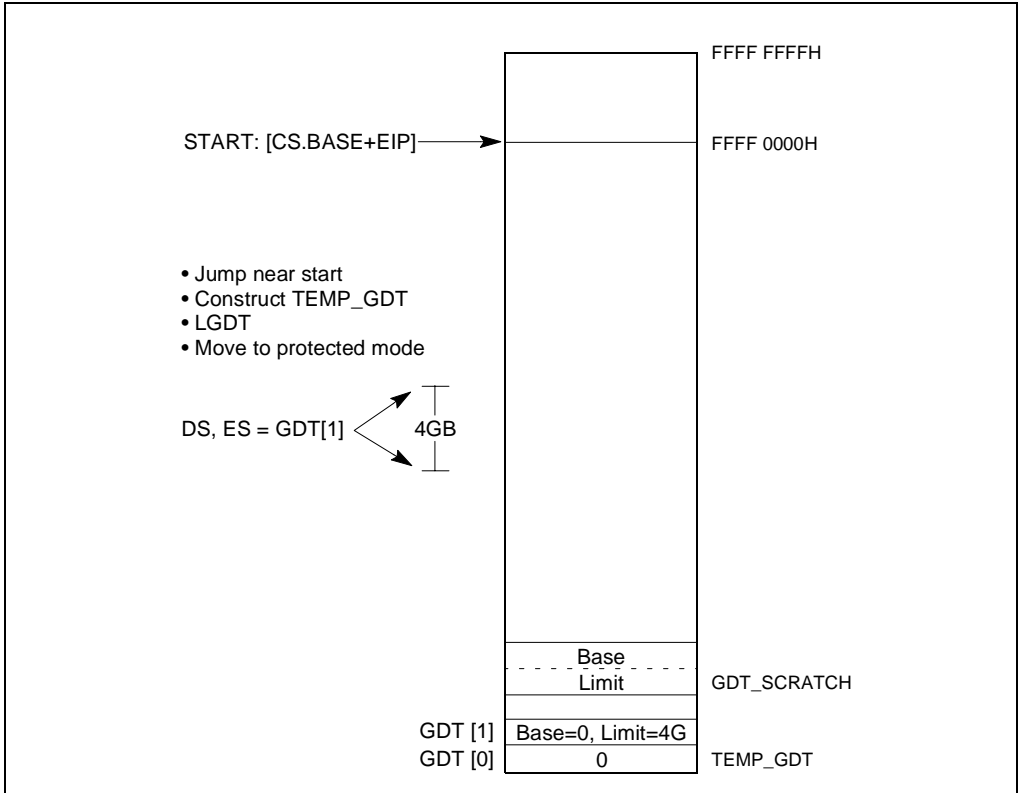 FFFF FFFFH
START: [CS.BASE+EIP]
FFFF 0000H
• Jump near start
• Construct TEMP_GDT
• LGDT
• Move to protected mode
DS, ES = GDT[1]
4GB
Base
Limit
GDT_SCRATCH
GDT [1]
Base=0, Limit=4G
GDT [0]
0
TEMP_GDT